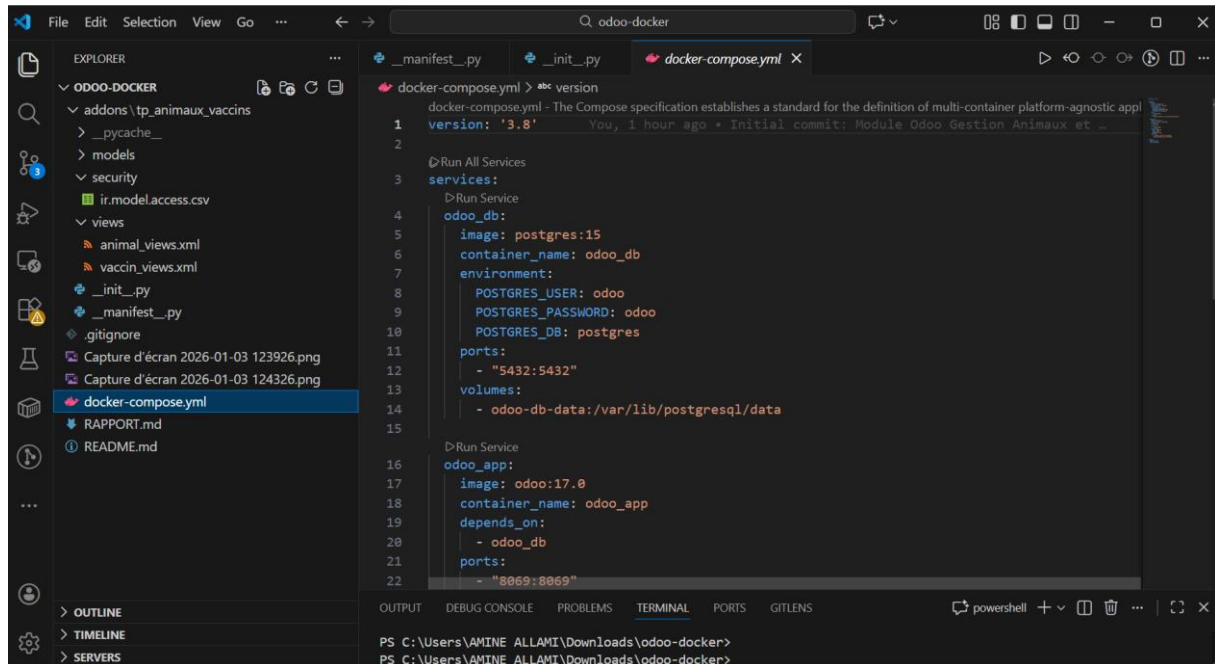 File Edit Selection View Go ··· ← → odoo-docker
EXPLORER ···
ODOO-DOCKER
addons \ tp_animaux_vaccins
__pycache__
models
security
ir.model.access.csv
views
animal_views.xml
vaccin_views.xml
__init__.py
__manifest__.py
.gitignore
Capture d'écran 2026-01-03 123926.png
Capture d'écran 2026-01-03 124326.png
docker-compose.yml
RAPPORT.md
README.md
OUTLINE
TIMELINE
SERVERS
3
__manifest__.py __init__.py docker-compose.yml
docker-compose.yml > abc version
docker-compose.yml - The Compose specification establishes a standard for the definition of multi-container platform-agnostic appl
1 version: '3.8' You, 1 hour ago • Initial commit: Module Odoo Gestion Animaux et …
2
Run All Services
3 services:
Run Service
4 odoo_db:
5 image: postgres:15
6 container_name: odoo_db
7 environment:
8 POSTGRES_USER: odoo
9 POSTGRES_PASSWORD: odoo
10 POSTGRES_DB: postgres
11 ports:
12 - "5432:5432"
13 volumes:
14 - odoo-db-data:/var/lib/postgresql/data
15
Run Service
16 odoo_app:
17 image: odoo:17.0
18 container_name: odoo_app
19 depends_on:
20 - odoo_db
21 ports:
22 - "8069:8069"
OUTPUT DEBUG CONSOLE PROBLEMS TERMINAL PORTS GITLENS powershell
PS C:\Users\AMINE ALLAMI\Downloads\odoo-docker>
PS C:\Users\AMINE ALLAMI\Downloads\odoo-docker>